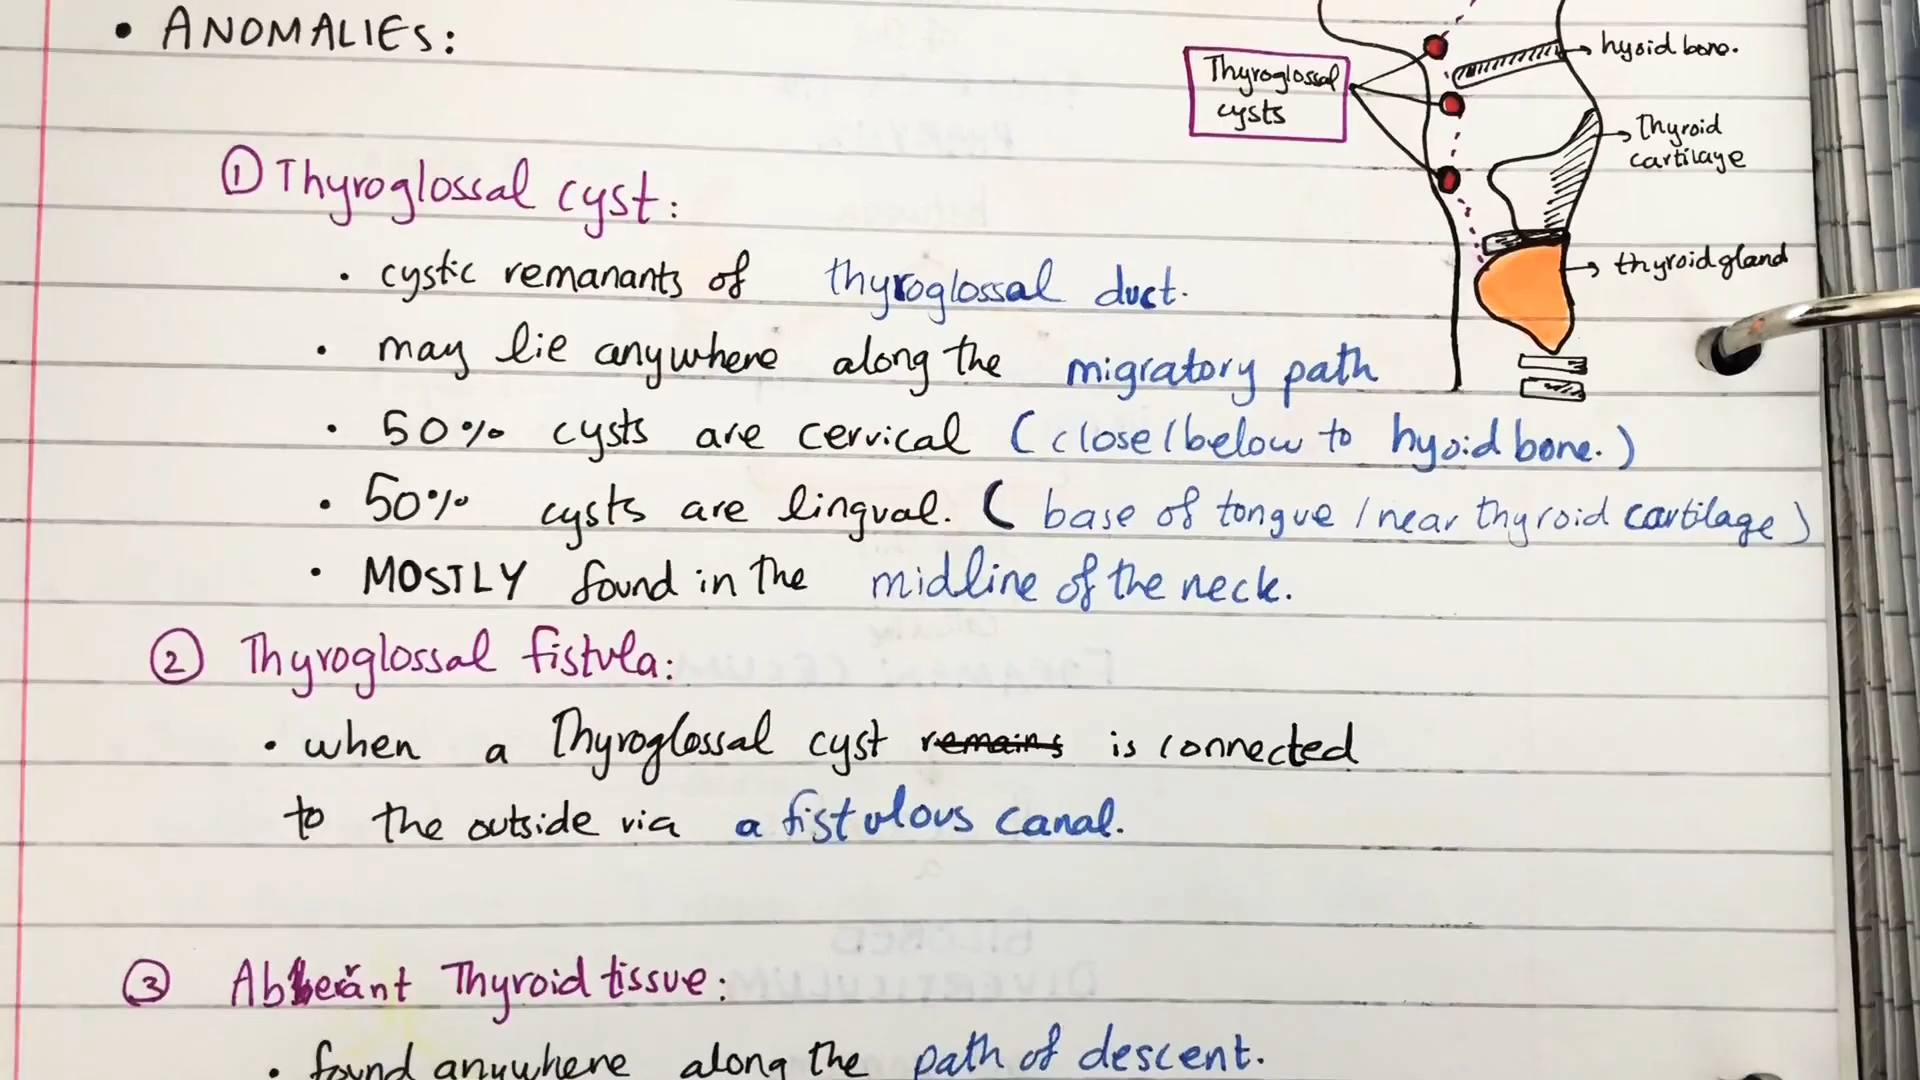 • ANOMALIES:
Thyroglossal
cysts
hyoid bone.
Thyroid
cartilage
thyroid gland
① Thyroglossal cyst:
• cystic remanants of thyroglossal duct.
• may lie anywhere along the migratory path
• 50% cysts are cervical (close/below to hyoid bone.)
• 50% cysts are lingual. (base of tongue/near thyroid cartilage)
• MOSTLY found in the midline of the neck.
② Thyroglossal fistula:
• when a Thyroglossal cyst remains is connected
to the outside via a fistulous canal.
③ Thyroid tissue:
• found anywhere along the path of descent.